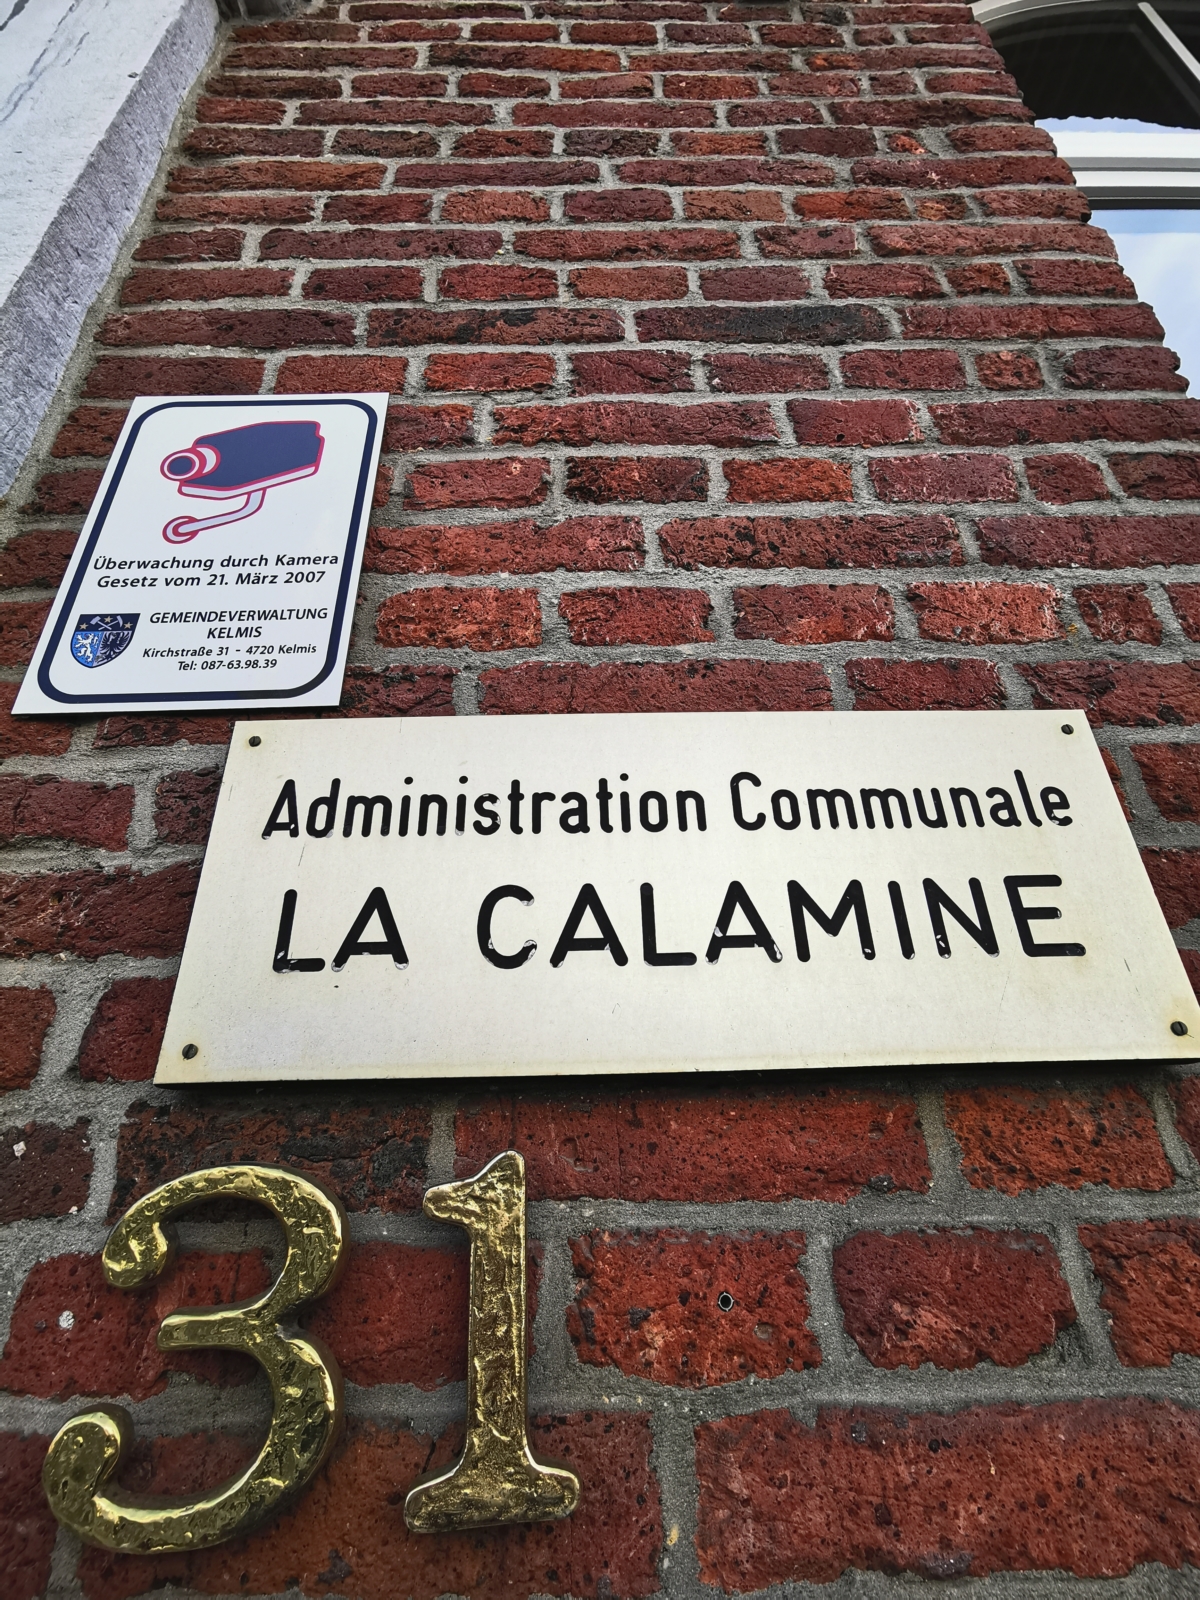 Überwachung durch Kamera
Gesetz vom 21. März 2007
GEMEINDEVERWALTUNG
KELMIS
Kirchstraße 31 - 4720 Kelmis
Tel: 087-63.98.39
Administration Communale
LA CALAMINE
31